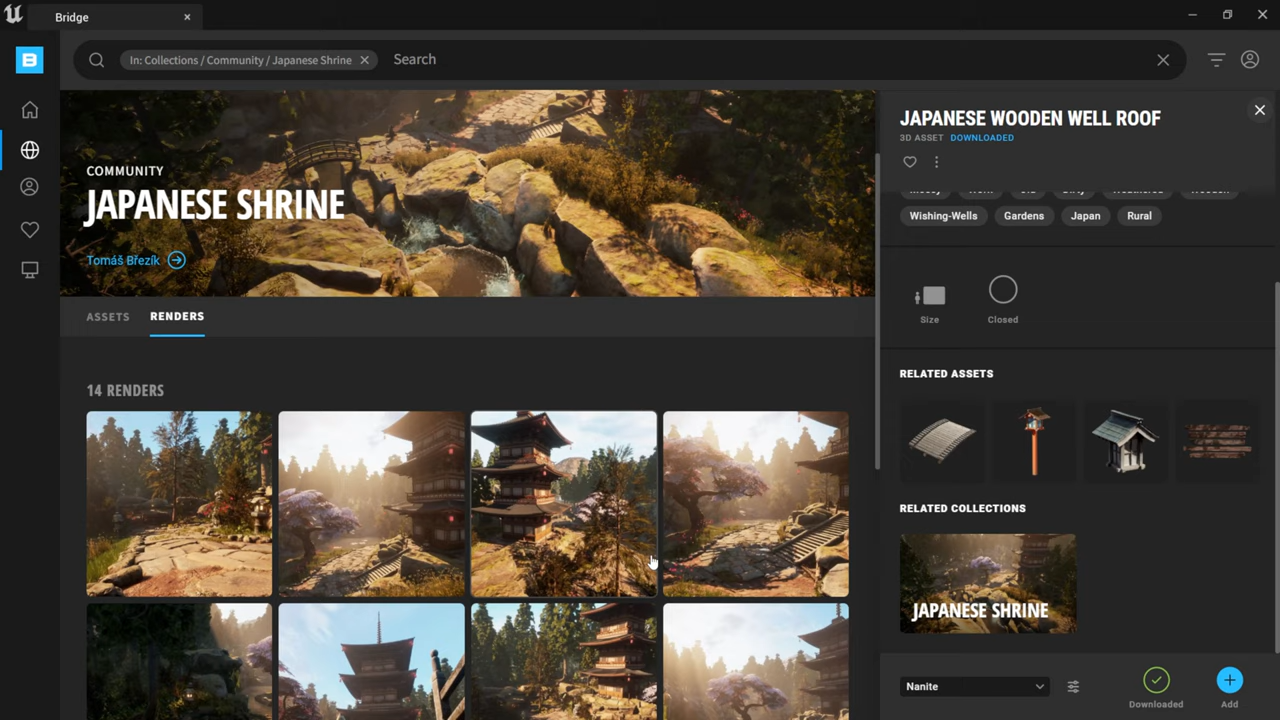 Bridge
In: Collections / Community / Japanese Shrine
Search
COMMUNITY
JAPANESE SHRINE
Tomáš Březík
ASSETS
RENDERS
14 RENDERS
JAPANESE WOODEN WELL ROOF
3D ASSET DOWNLOADED
Wishing-Wells Gardens Japan Rural
Size Closed
RELATED ASSETS
RELATED COLLECTIONS
JAPANESE SHRINE
Nanite
Downloaded
Add